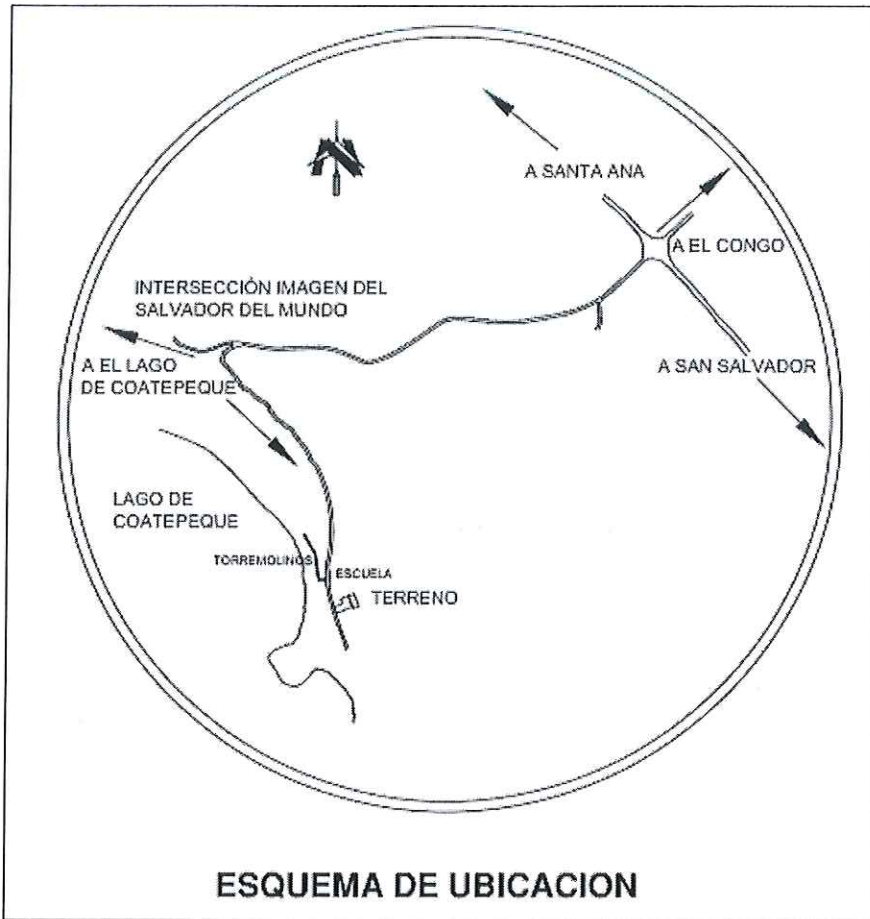 A SANTA ANA
A EL CONGO
INTERSECCIÓN IMAGEN DEL
SALVADOR DEL MUNDO
A EL LAGO
DE COATEPEQUE
A SAN SALVADOR
LAGO DE
COATEPEQUE
TORREMOLINOS
ESCUELA
TERRENO
ESQUEMA DE UBICACION